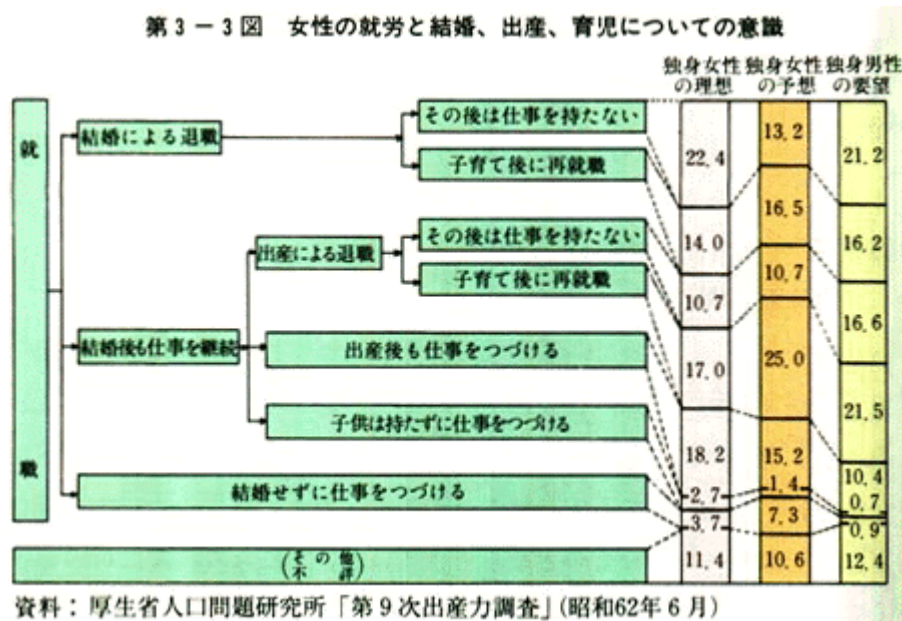 第3－3図 女性の就労と結婚、出産、育児についての意識
独身女性の理想
独身女性の予想
独身男性の要望
就職
結婚による退職
その後は仕事を持たない
子育て後に再就職
結婚後も仕事を継続
出産による退職
その後は仕事を持たない
子育て後に再就職
出産後も仕事をつづける
子供は持たずに仕事をつづける
結婚せずに仕事をつづける
(その他 不詳)
22.4 13.2 21.2
14.0 16.5 16.2
10.7 10.7 16.6
17.0 25.0 21.5
18.2 15.2 10.4
2.7 1.4 0.7
3.7 7.3 0.9
11.4 10.6 12.4
資料：厚生省人口問題研究所「第9次出産力調査」(昭和62年6月)